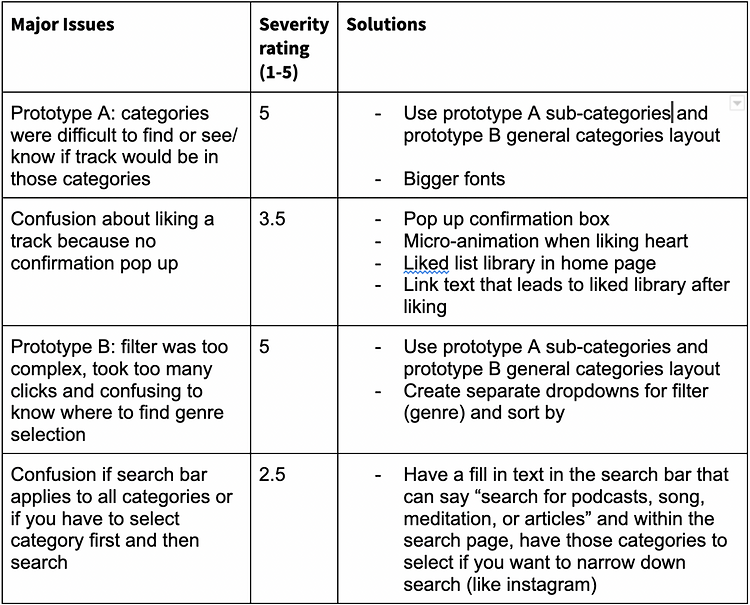 Major Issues
Severity
rating
(1-5)
Solutions
Prototype A: categories
were difficult to find or see/
know if track would be in
those categories
5
- Use prototype A sub-categories and
prototype B general categories layout
- Bigger fonts
Confusion about liking a
track because no
confirmation pop up
3.5
- Pop up confirmation box
- Micro-animation when liking heart
- Liked list library in home page
- Link text that leads to liked library after
liking
Prototype B: filter was too
complex, took too many
clicks and confusing to
know where to find genre
selection
5
- Use prototype A sub-categories and
prototype B general categories layout
- Create separate dropdowns for filter
(genre) and sort by
Confusion if search bar
applies to all categories or
if you have to select
category first and then
search
2.5
- Have a fill in text in the search bar that
can say “search for podcasts, song,
meditation, or articles” and within the
search page, have those categories to
select if you want to narrow down
search (like instagram)